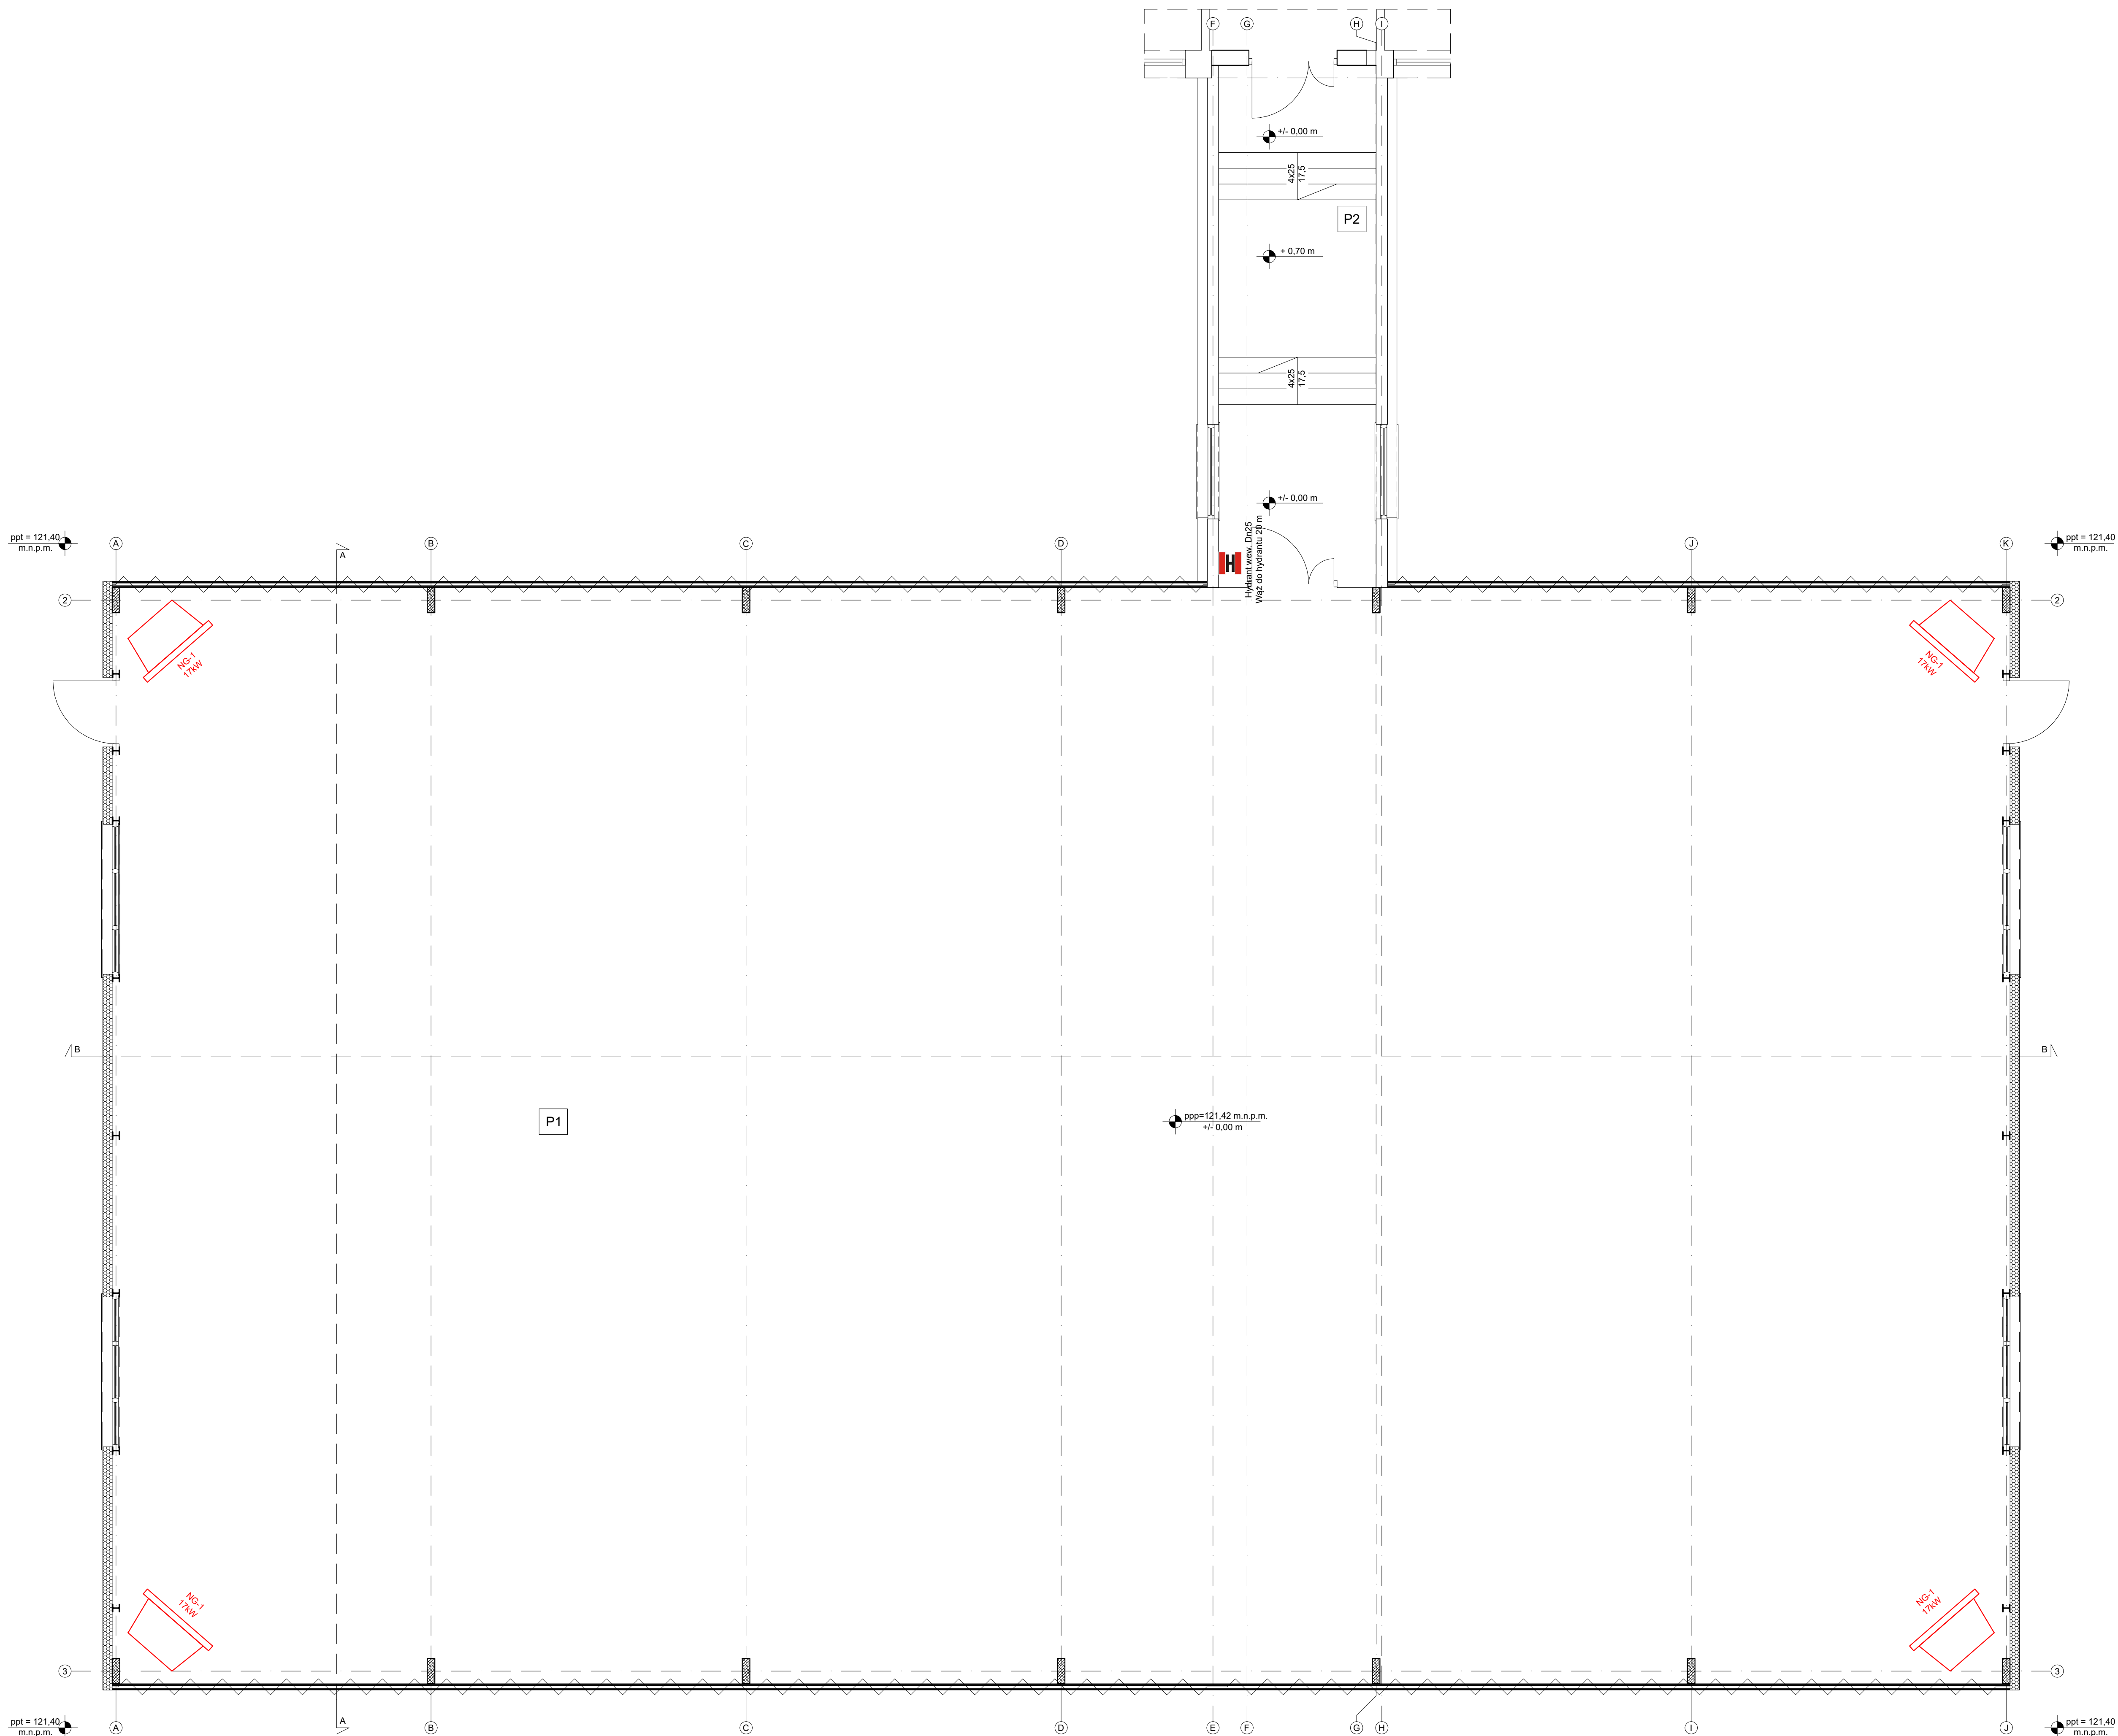 F G H I
+/- 0,00 m
4x25
17,5
P2
+ 0,70 m
4x25
17,5
+/- 0,00 m
Hydrant wew. Dn25
Wąż do hydrantu 20 m
H
ppt = 121,40
m.n.p.m.
A A B C D J K
ppt = 121,40
m.n.p.m.
2 2
NG-1
17kW
NG-1
17kW
B B
P1
ppp=121,42 m.n.p.m.
+/- 0,00 m
NG-1
17kW
NG-1
17kW
3 3
ppt = 121,40
m.n.p.m.
A A B C D E F G H I J
ppt = 121,40
m.n.p.m.